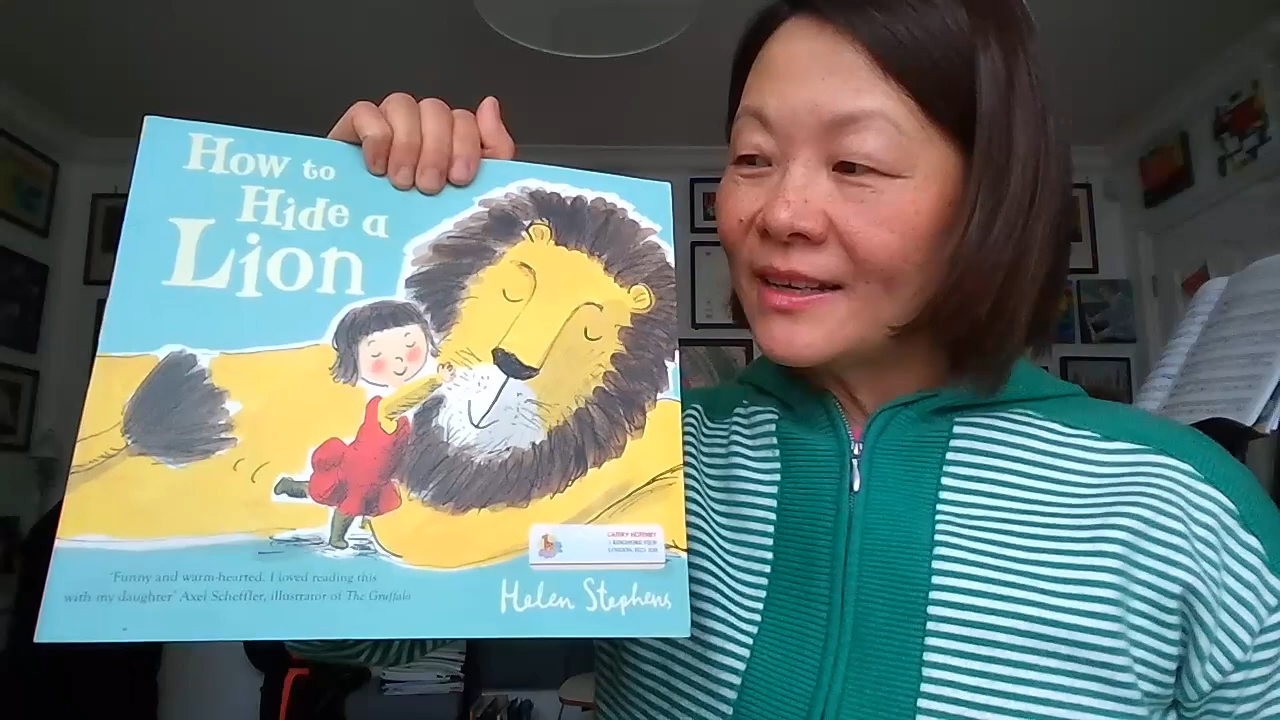 How to
Hide a
Lion
'Funny and warm-hearted. I loved reading this
with my daughter' Axel Scheffler, illustrator of The Gruffalo
Helen Stephens